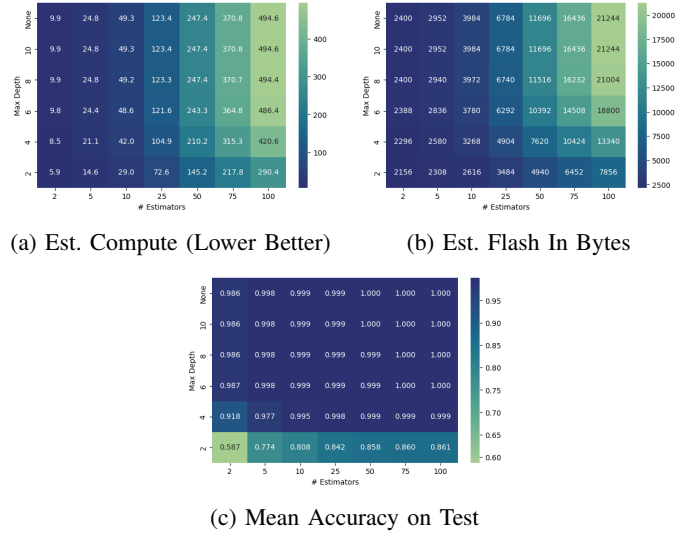 None 9.9 24.8 49.3 123.4 247.4 370.8 494.6
10 9.9 24.8 49.3 123.4 247.4 370.8 494.6
8 9.9 24.8 49.2 123.3 247.4 370.7 494.4
6 9.8 24.4 48.6 121.6 243.3 364.8 486.4
4 8.5 21.1 42.0 104.9 210.2 315.3 420.6
2 5.9 14.6 29.0 72.6 145.2 217.8 290.4
2 5 10 25 50 75 100
Max Depth
# Estimators
400
300
200
100
(a) Est. Compute (Lower Better)
None 2400 2952 3984 6784 11696 16436 21244
10 2400 2952 3984 6784 11696 16436 21244
8 2400 2940 3972 6740 11516 16232 21004
6 2388 2836 3780 6292 10392 14508 18800
4 2296 2580 3268 4904 7620 10424 13340
2 2156 2308 2616 3484 4940 6452 7856
2 5 10 25 50 75 100
Max Depth
# Estimators
20000
17500
15000
12500
10000
7500
5000
2500
(b) Est. Flash In Bytes
None 0.986 0.998 0.999 0.999 1.000 1.000 1.000
10 0.986 0.998 0.999 0.999 1.000 1.000 1.000
8 0.986 0.998 0.999 0.999 0.999 1.000 1.000
6 0.987 0.998 0.999 0.999 0.999 1.000 1.000
4 0.918 0.977 0.995 0.998 0.999 0.999 0.999
2 0.587 0.774 0.808 0.842 0.858 0.860 0.861
2 5 10 25 50 75 100
Max Depth
# Estimators
0.95
0.90
0.85
0.80
0.75
0.70
0.65
0.60
(c) Mean Accuracy on Test